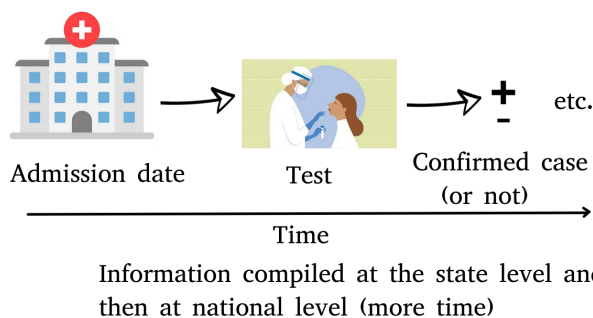 +
-
etc.
Admission date
Test
Confirmed case
(or not)
Time
Information compiled at the state level and
then at national level (more time)